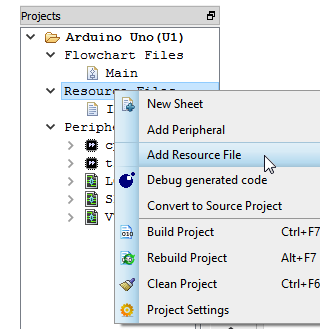 Projects
Arduino Uno(U1)
Flowchart Files
Main
Resource Files
New Sheet
Add Peripheral
Add Resource File
Debug generated code
Convert to Source Project
Build Project Ctrl+F7
Rebuild Project Alt+F7
Clean Project Ctrl+F6
Project Settings